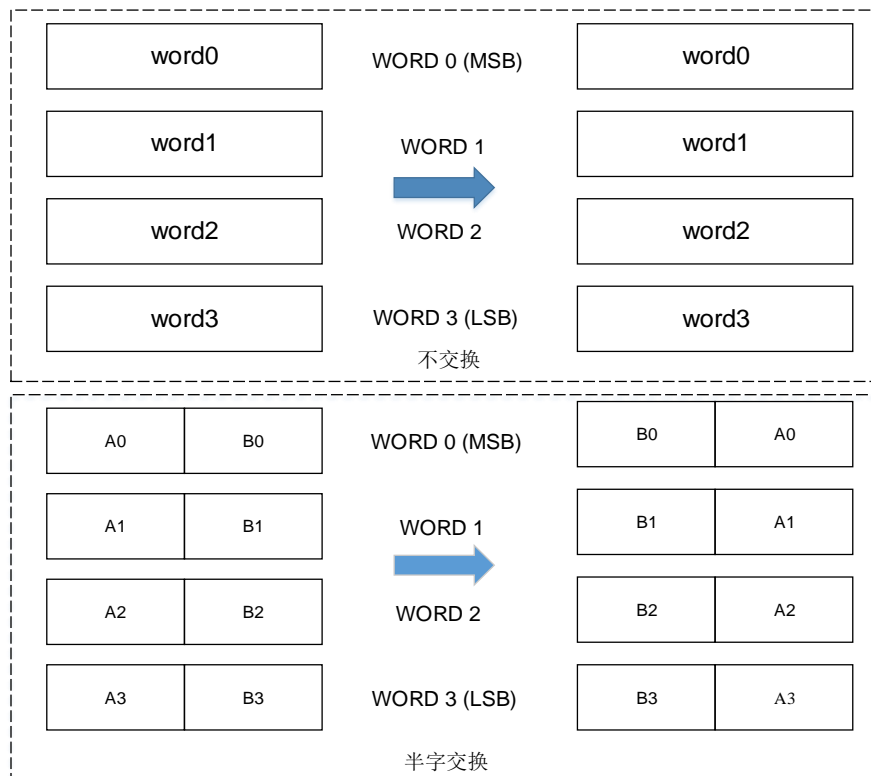 word0 WORD 0 (MSB) word0
word1 WORD 1 word1
word2 WORD 2 word2
word3 WORD 3 (LSB) word3
不交换
A0 B0 WORD 0 (MSB) B0 A0
A1 B1 WORD 1 B1 A1
A2 B2 WORD 2 B2 A2
A3 B3 WORD 3 (LSB) B3 A3
半字交换